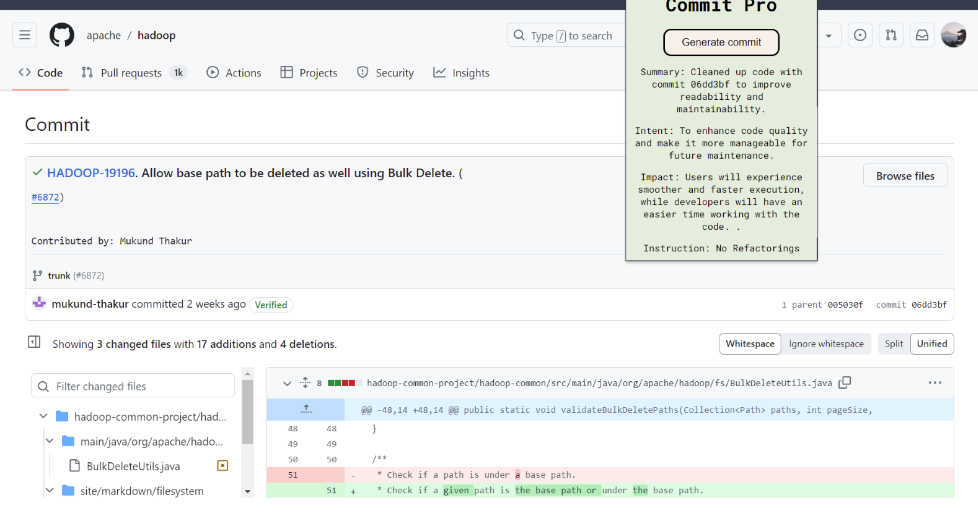 Commit Pro
Generate commit
Summary: Cleaned up code with
commit 06dd3bf to improve
readability and
maintainability.
Intent: To enhance code quality
and make it more manageable for
future maintenance.
Impact: Users will experience
smoother and faster execution,
while developers will have an
easier time working with the
code. .
Instruction: No Refactorings
apache / hadoop
Type / to search
Code Pull requests 1k Actions Projects Security Insights
Commit
HADOOP-19196. Allow base path to be deleted as well using Bulk Delete. (
Browse files
#6872)
Contributed by: Mukund Thakur
trunk (#6872)
mukund-thakur committed 2 weeks ago Verified
1 parent 005030f commit 06dd3bf
Showing 3 changed files with 17 additions and 4 deletions.
Whitespace Ignore whitespace Split Unified
Filter changed files
hadoop-common-project/had...
main/java/org/apache/hado...
BulkDeleteUtils.java
site/markdown/filesystem
8 hadoop-common-project/hadoop-common/src/main/java/org/apache/hadoop/fs/BulkDeleteUtils.java
@@ -48,14 +48,14 @@ public static void validateBulkDeletePaths(Collection<Path> paths, int pageSize,
48 48 }
49 49
50 50 /**
51 - * Check if a path is under a base path.
51 + * Check if a given path is the base path or under the base path.